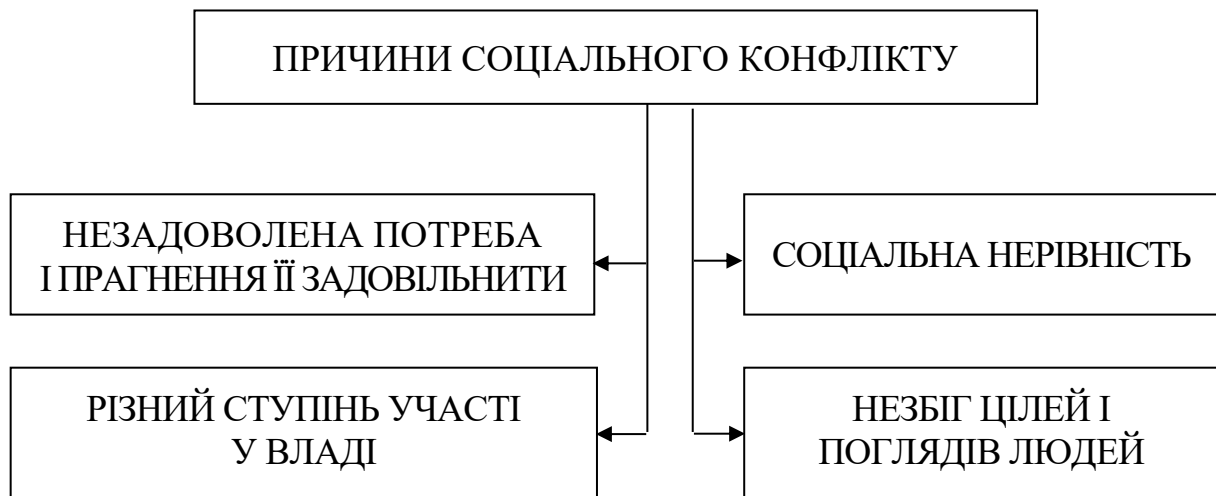 ПРИЧИНИ СОЦІАЛЬНОГО КОНФЛІКТУ
НЕЗАДОВОЛЕНА ПОТРЕБА
І ПРАГНЕННЯ ЇЇ ЗАДОВІЛЬНИТИ
СОЦІАЛЬНА НЕРІВНІСТЬ
РІЗНИЙ СТУПІНЬ УЧАСТІ
У ВЛАДІ
НЕЗБІГ ЦІЛЕЙ І
ПОГЛЯДІВ ЛЮДЕЙ